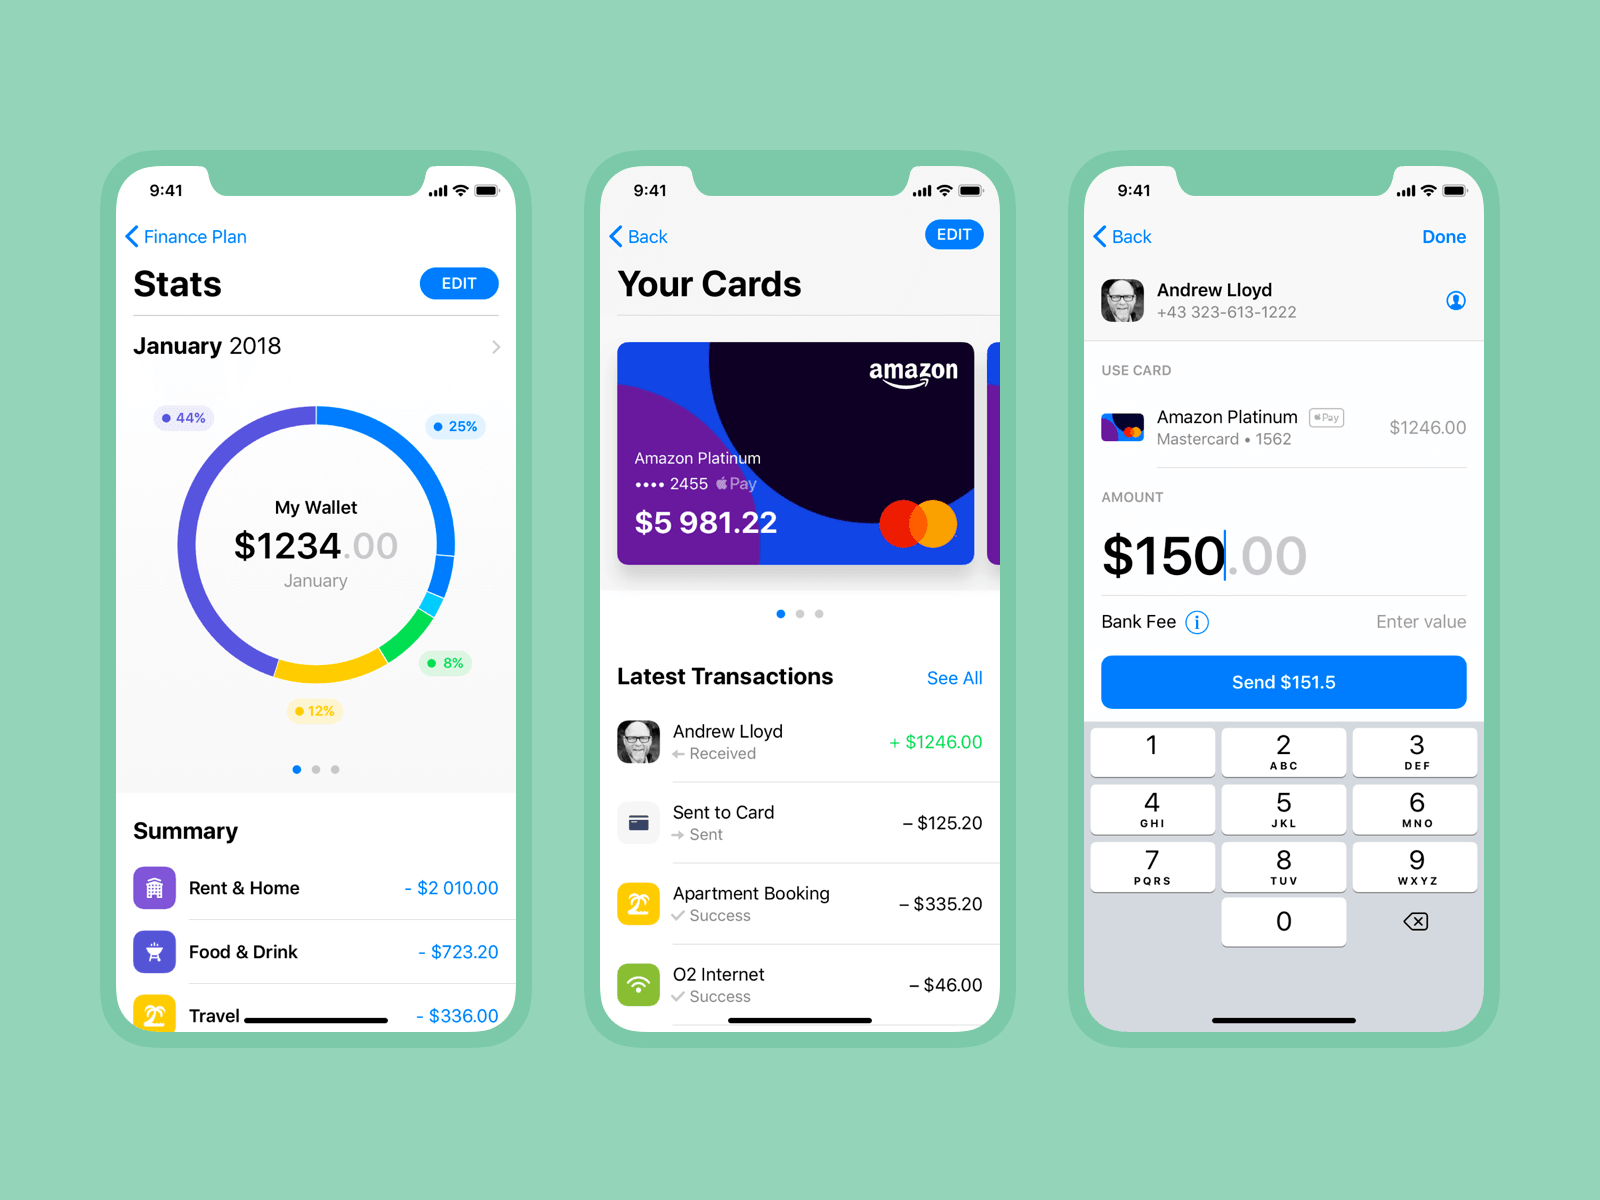 9:41
Finance Plan
Stats
EDIT
January 2018
44%
25%
My Wallet
$1234.00
January
8%
12%
Summary
Rent & Home - $2 010.00
Food & Drink - $723.20
Travel - $336.00
9:41
Back
EDIT
Your Cards
amazon
Amazon Platinum
•••• 2455 Pay
$5 981.22
Latest Transactions See All
Andrew Lloyd
Received
+ $1246.00
Sent to Card
Sent
– $125.20
Apartment Booking
Success
– $335.20
O2 Internet
Success
– $46.00
9:41
Back Done
Andrew Lloyd
+43 323-613-1222
USE CARD
Amazon Platinum Pay
Mastercard • 1562
$1246.00
AMOUNT
$150.00
Bank Fee i Enter value
Send $151.5
1 2 3
ABC DEF
4 5 6
GHI JKL MNO
7 8 9
PQRS TUV WXYZ
0